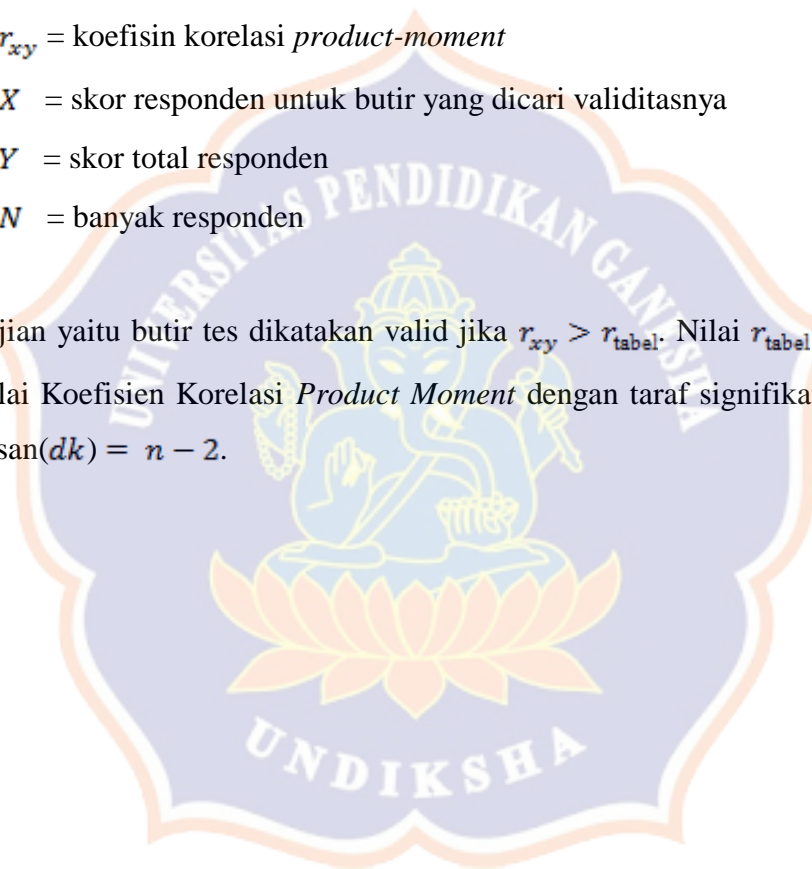 r_xy = koefisin korelasi product-moment
X = skor responden untuk butir yang dicari validitasnya
Y = skor total responden
N = banyak responden
UNIVERSITAS PENDIDIKAN GANESHA
jian yaitu butir tes dikatakan valid jika r_xy > r_tabel. Nilai r_tabel
lai Koefisien Korelasi Product Moment dengan taraf signifika
san(dk) = n − 2.
UNDIKSHA